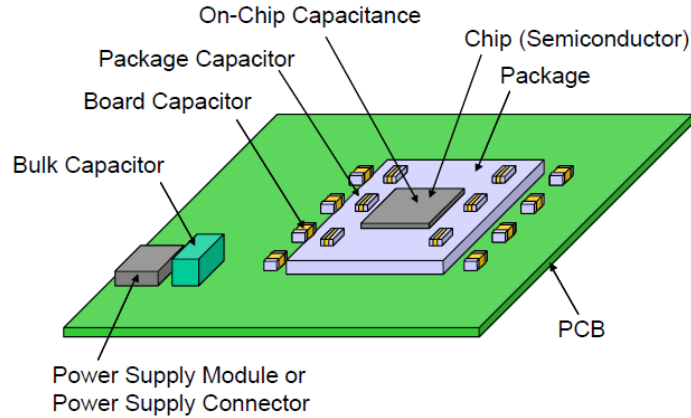 On-Chip Capacitance
Chip (Semiconductor)
Package Capacitor
Package
Board Capacitor
Bulk Capacitor
PCB
Power Supply Module or
Power Supply Connector